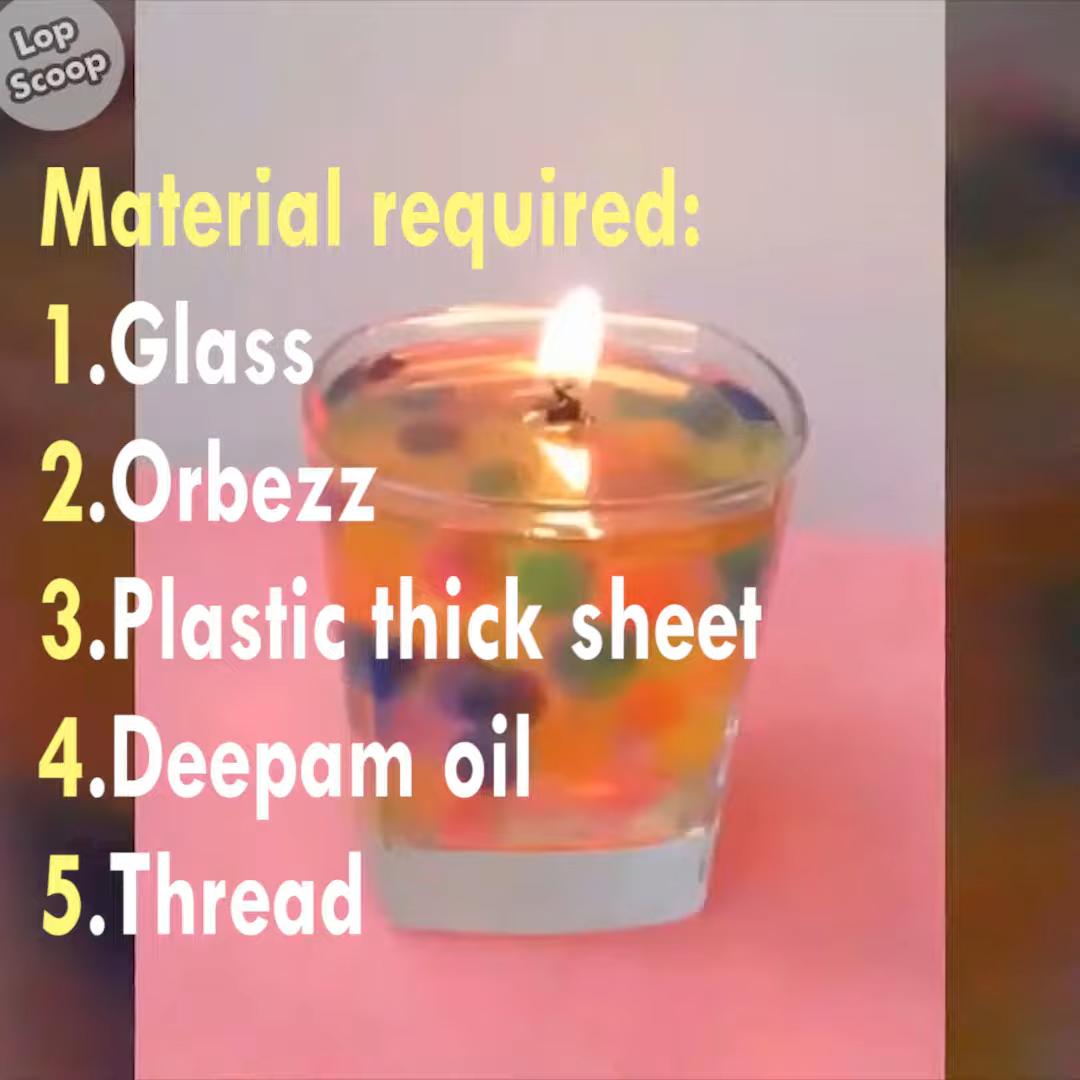 Lop
Scoop
Material required:
1.Glass
2.Orbezz
3.Plastic thick sheet
4.Deepam oil
5.Thread